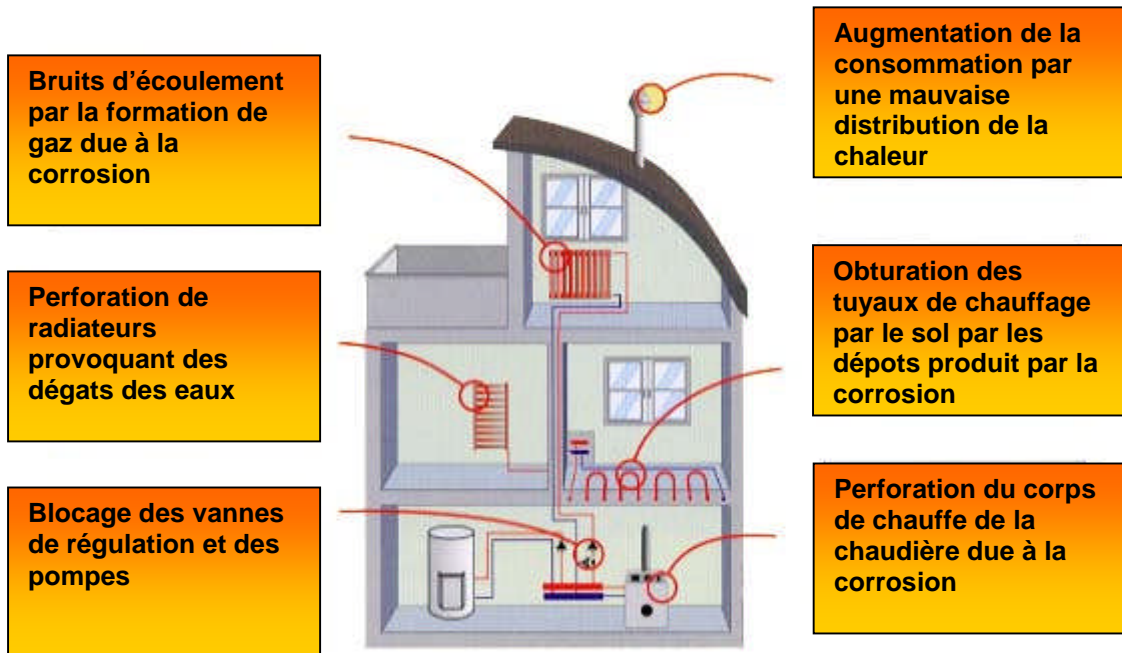 Bruits d'écoulement
par la formation de
gaz due à la
corrosion
Perforation de
radiateurs
provoquant des
dégats des eaux
Blocage des vannes
de régulation et des
pompes
Augmentation de la
consommation par
une mauvaise
distribution de la
chaleur
Obturation des
tuyaux de chauffage
par le sol par les
dépots produit par la
corrosion
Perforation du corps
de chauffe de la
chaudière due à la
corrosion